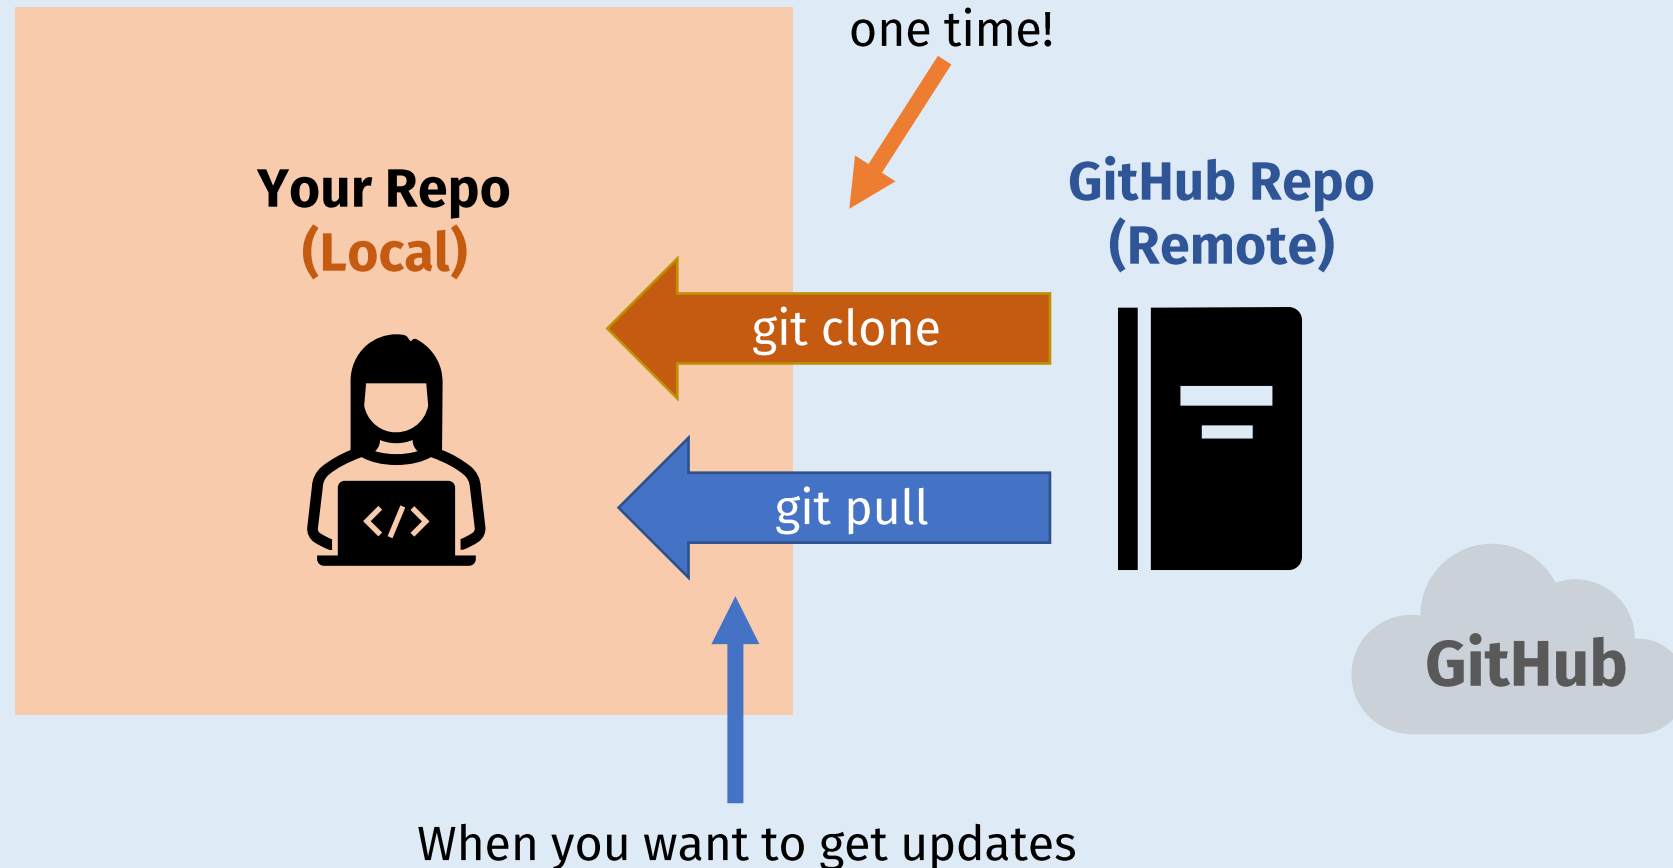 one time!
Your Repo
(Local)
GitHub Repo
(Remote)
git clone
git pull
</>
GitHub
When you want to get updates